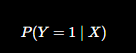 P(Y = 1 | X)